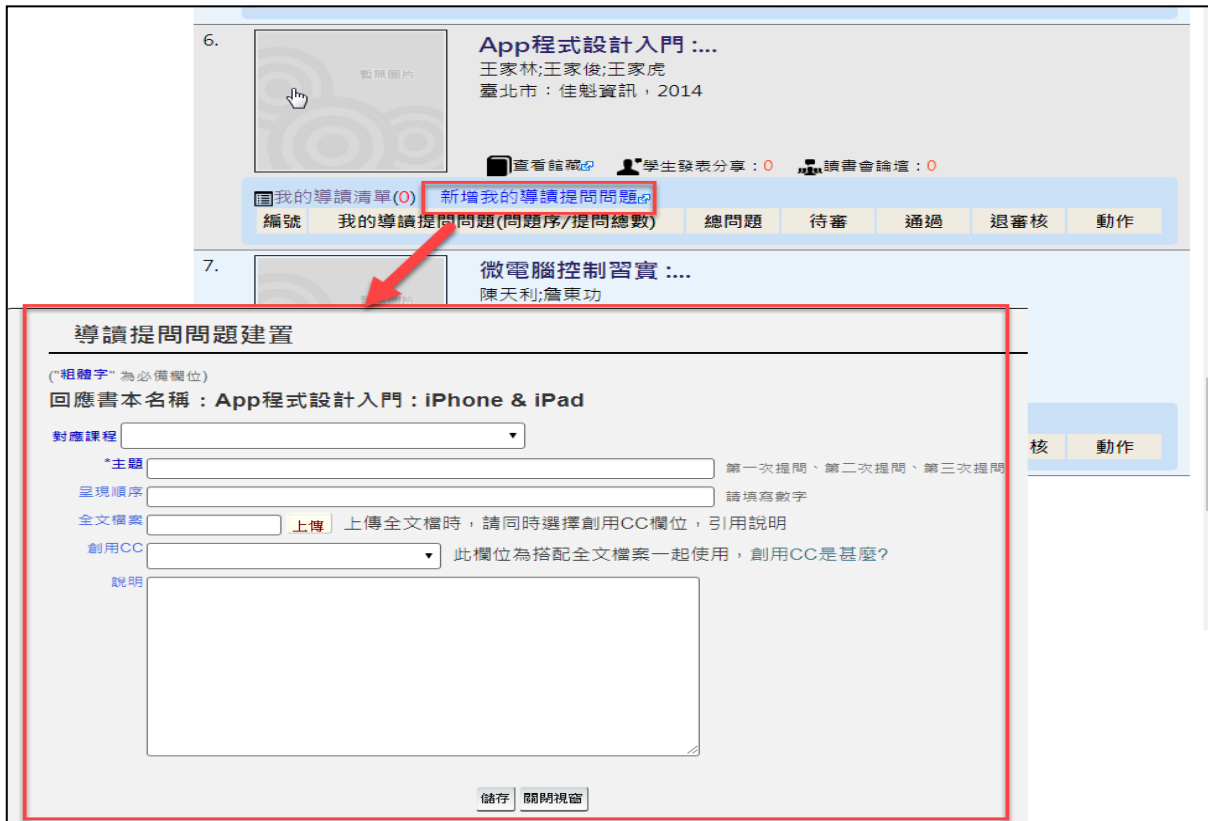 6.
App程式設計入門 :...
暫無圖片
王家林;王家俊;王家虎
臺北市：佳魁資訊，2014
查看館藏 學生發表分享：0 讀書會論壇：0
我的導讀清單(0) 新增我的導讀提問問題
編號 我的導讀提問問題(問題序/提問總數) 總問題 待審 通過 退審核 動作
7.
微電腦控制習實 :...
陳天利;詹東功
核 動作
導讀提問問題建置
("粗體字" 為必備欄位)
回應書本名稱：App程式設計入門：iPhone & iPad
對應課程
*主題 第一次提問、第二次提問、第三次提問
呈現順序 請填寫數字
全文檔案 上傳 上傳全文檔時，請同時選擇創用CC欄位，引用說明
創用CC 此欄位為搭配全文檔案一起使用，創用CC是甚麼?
說明
儲存 關閉視窗